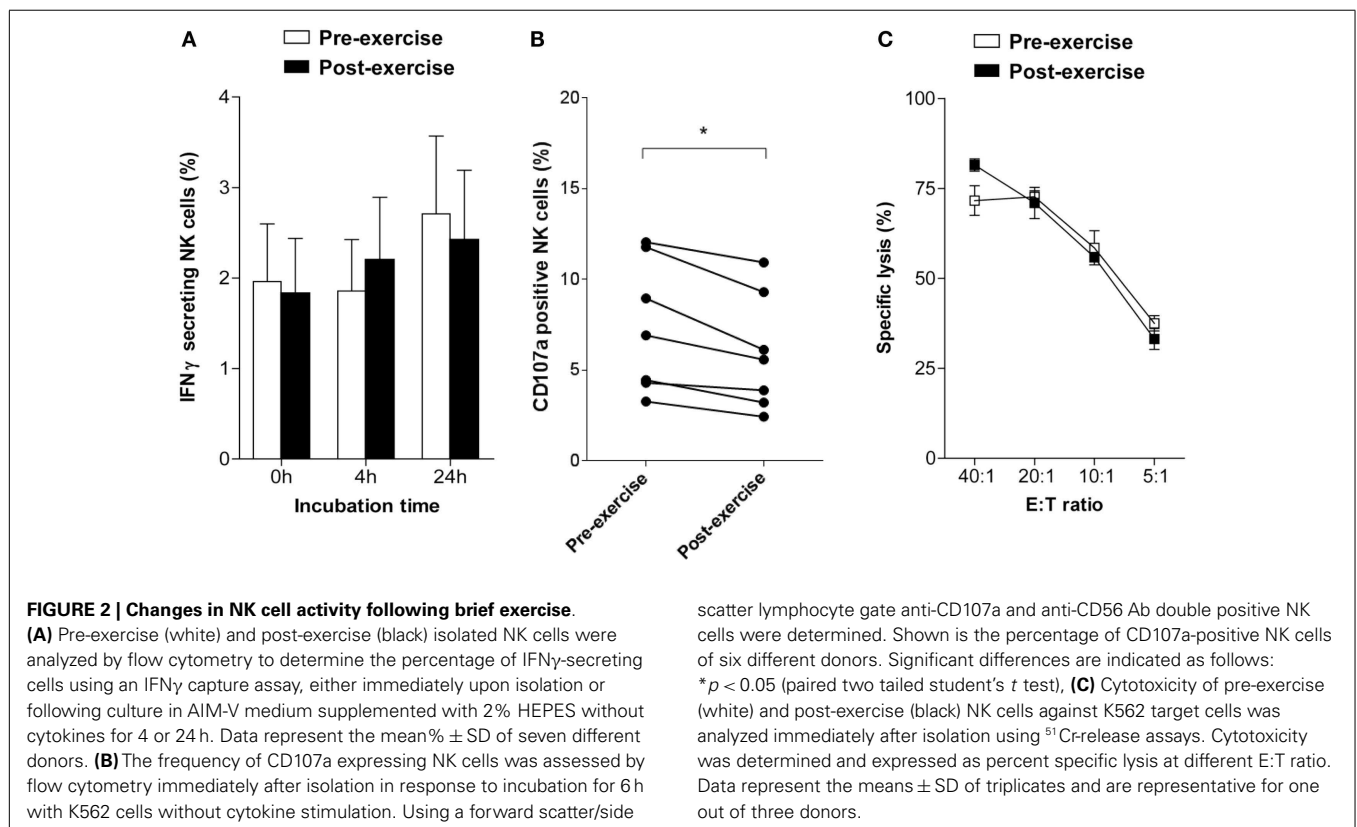 A
Pre-exercise
Post-exercise
4
3
2
1
0
IFNγ secreting NK cells (%)
0h 4h 24h
Incubation time
B
20
15
10
5
0
CD107a positive NK cells (%)
*
Pre-exercise
Post-exercise
C
Pre-exercise
Post-exercise
100
75
50
25
0
Specific lysis (%)
40:1 20:1 10:1 5:1
E:T ratio
FIGURE 2 | Changes in NK cell activity following brief exercise.
(A) Pre-exercise (white) and post-exercise (black) isolated NK cells were
analyzed by flow cytometry to determine the percentage of IFNγ-secreting
cells using an IFNγ capture assay, either immediately upon isolation or
following culture in AIM-V medium supplemented with 2% HEPES without
cytokines for 4 or 24 h. Data represent the mean% ± SD of seven different
donors. (B) The frequency of CD107a expressing NK cells was assessed by
flow cytometry immediately after isolation in response to incubation for 6 h
with K562 cells without cytokine stimulation. Using a forward scatter/side
scatter lymphocyte gate anti-CD107a and anti-CD56 Ab double positive NK
cells were determined. Shown is the percentage of CD107a-positive NK cells
of six different donors. Significant differences are indicated as follows:
*p < 0.05 (paired two tailed student's t test), (C) Cytotoxicity of pre-exercise
(white) and post-exercise (black) NK cells against K562 target cells was
analyzed immediately after isolation using ⁵¹Cr-release assays. Cytotoxicity
was determined and expressed as percent specific lysis at different E:T ratio.
Data represent the means ± SD of triplicates and are representative for one
out of three donors.